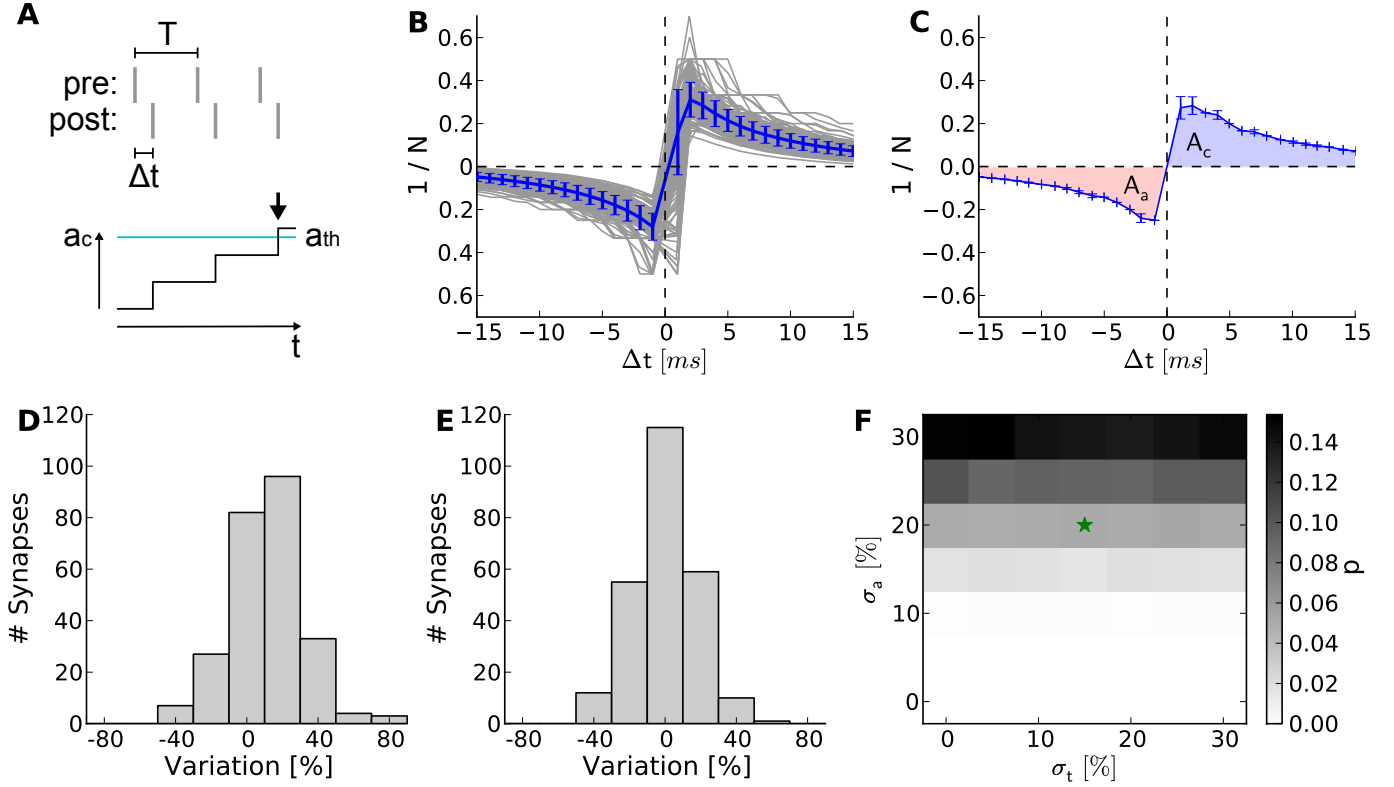 A
T
pre:
post:
Δt
ac
ath
t
B
1 / N
0.6
0.4
0.2
0
0.2
0.4
0.6
−15 −10 −5 0 5 10 15
Δt [ms]
C
1 / N
0.6
0.4
0.2
0.0
−0.2
−0.4
−0.6
Ac
Aa
−15 −10 −5 0 5 10 15
Δt [ms]
D
# Synapses
120
100
80
60
40
20
0
-80 -40 0 40 80
Variation [%]
E
# Synapses
120
100
80
60
40
20
0
-80 -40 0 40 80
Variation [%]
F
σa [%]
30
20
10
0
0 10 20 30
σt [%]
0.14
0.12
0.10
0.08
0.06
0.04
0.02
0.00
p